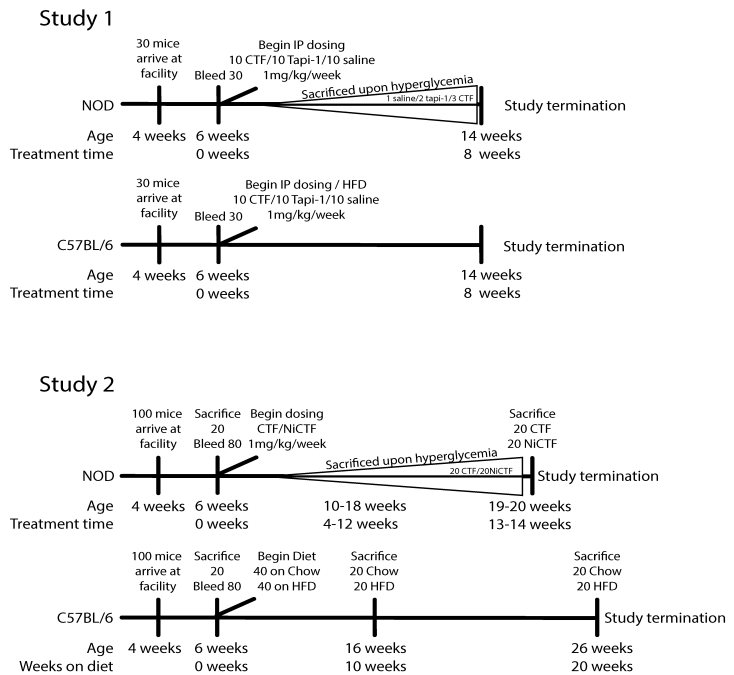 Study 1
30 mice
arrive at
facility
Bleed 30
Begin IP dosing
10 CTF/10 Tapi-1/10 saline
1mg/kg/week
Sacrificed upon hyperglycemia
1 saline/2 tapi-1/3 CTF
NOD
Study termination
Age 4 weeks 6 weeks 14 weeks
Treatment time 0 weeks 8 weeks
30 mice
arrive at
facility
Bleed 30
Begin IP dosing / HFD
10 CTF/10 Tapi-1/10 saline
1mg/kg/week
C57BL/6
Study termination
Age 4 weeks 6 weeks 14 weeks
Treatment time 0 weeks 8 weeks
Study 2
100 mice
arrive at
facility
Sacrifice
20
Bleed 80
Begin dosing
CTF/NiCTF
1mg/kg/week
Sacrificed upon hyperglycemia
20 CTF/20NiCTF
Sacrifice
20 CTF
20 NiCTF
NOD
Study termination
Age 4 weeks 6 weeks 10-18 weeks 19-20 weeks
Treatment time 0 weeks 4-12 weeks 13-14 weeks
100 mice
arrive at
facility
Sacrifice
20
Bleed 80
Begin Diet
40 on Chow
40 on HFD
Sacrifice
20 Chow
20 HFD
Sacrifice
20 Chow
20 HFD
C57BL/6
Study termination
Age 4 weeks 6 weeks 16 weeks 26 weeks
Weeks on diet 0 weeks 10 weeks 20 weeks